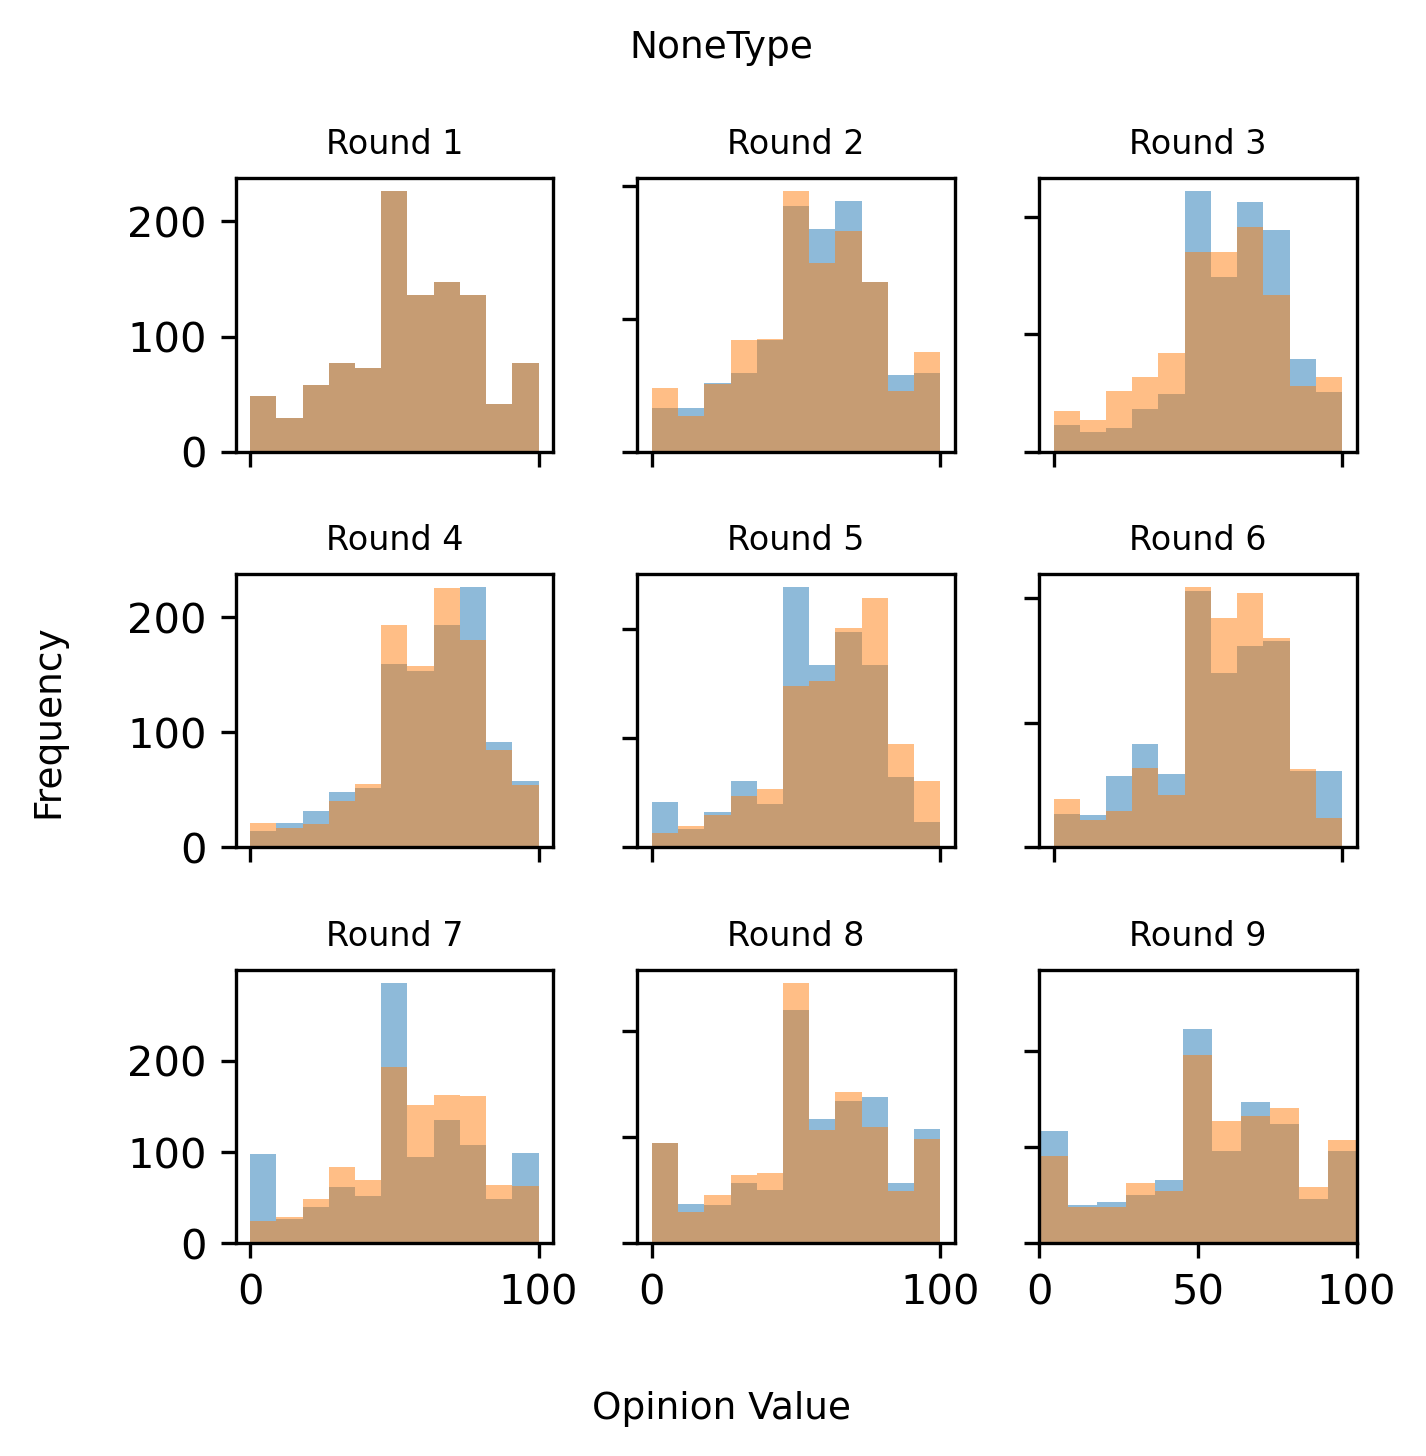 NoneType
Round 1
Round 2
Round 3
200
100
0
Round 4
Round 5
Round 6
200
100
0
Round 7
Round 8
Round 9
200
100
0
0 100
0 100
0 50 100
Frequency
Opinion Value